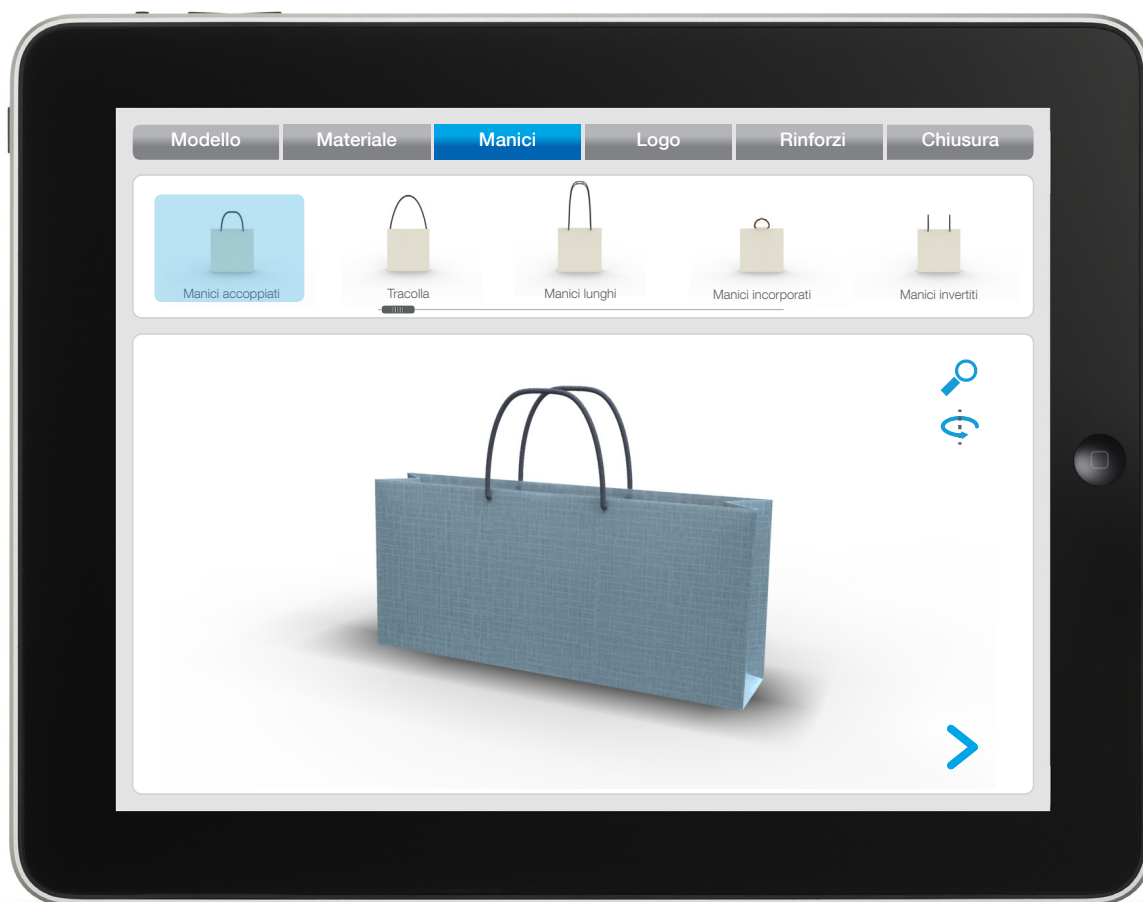 Modello
Materiale
Manici
Logo
Rinforzi
Chiusura
Manici accoppiati
Tracolla
Manici lunghi
Manici incorporati
Manici invertiti